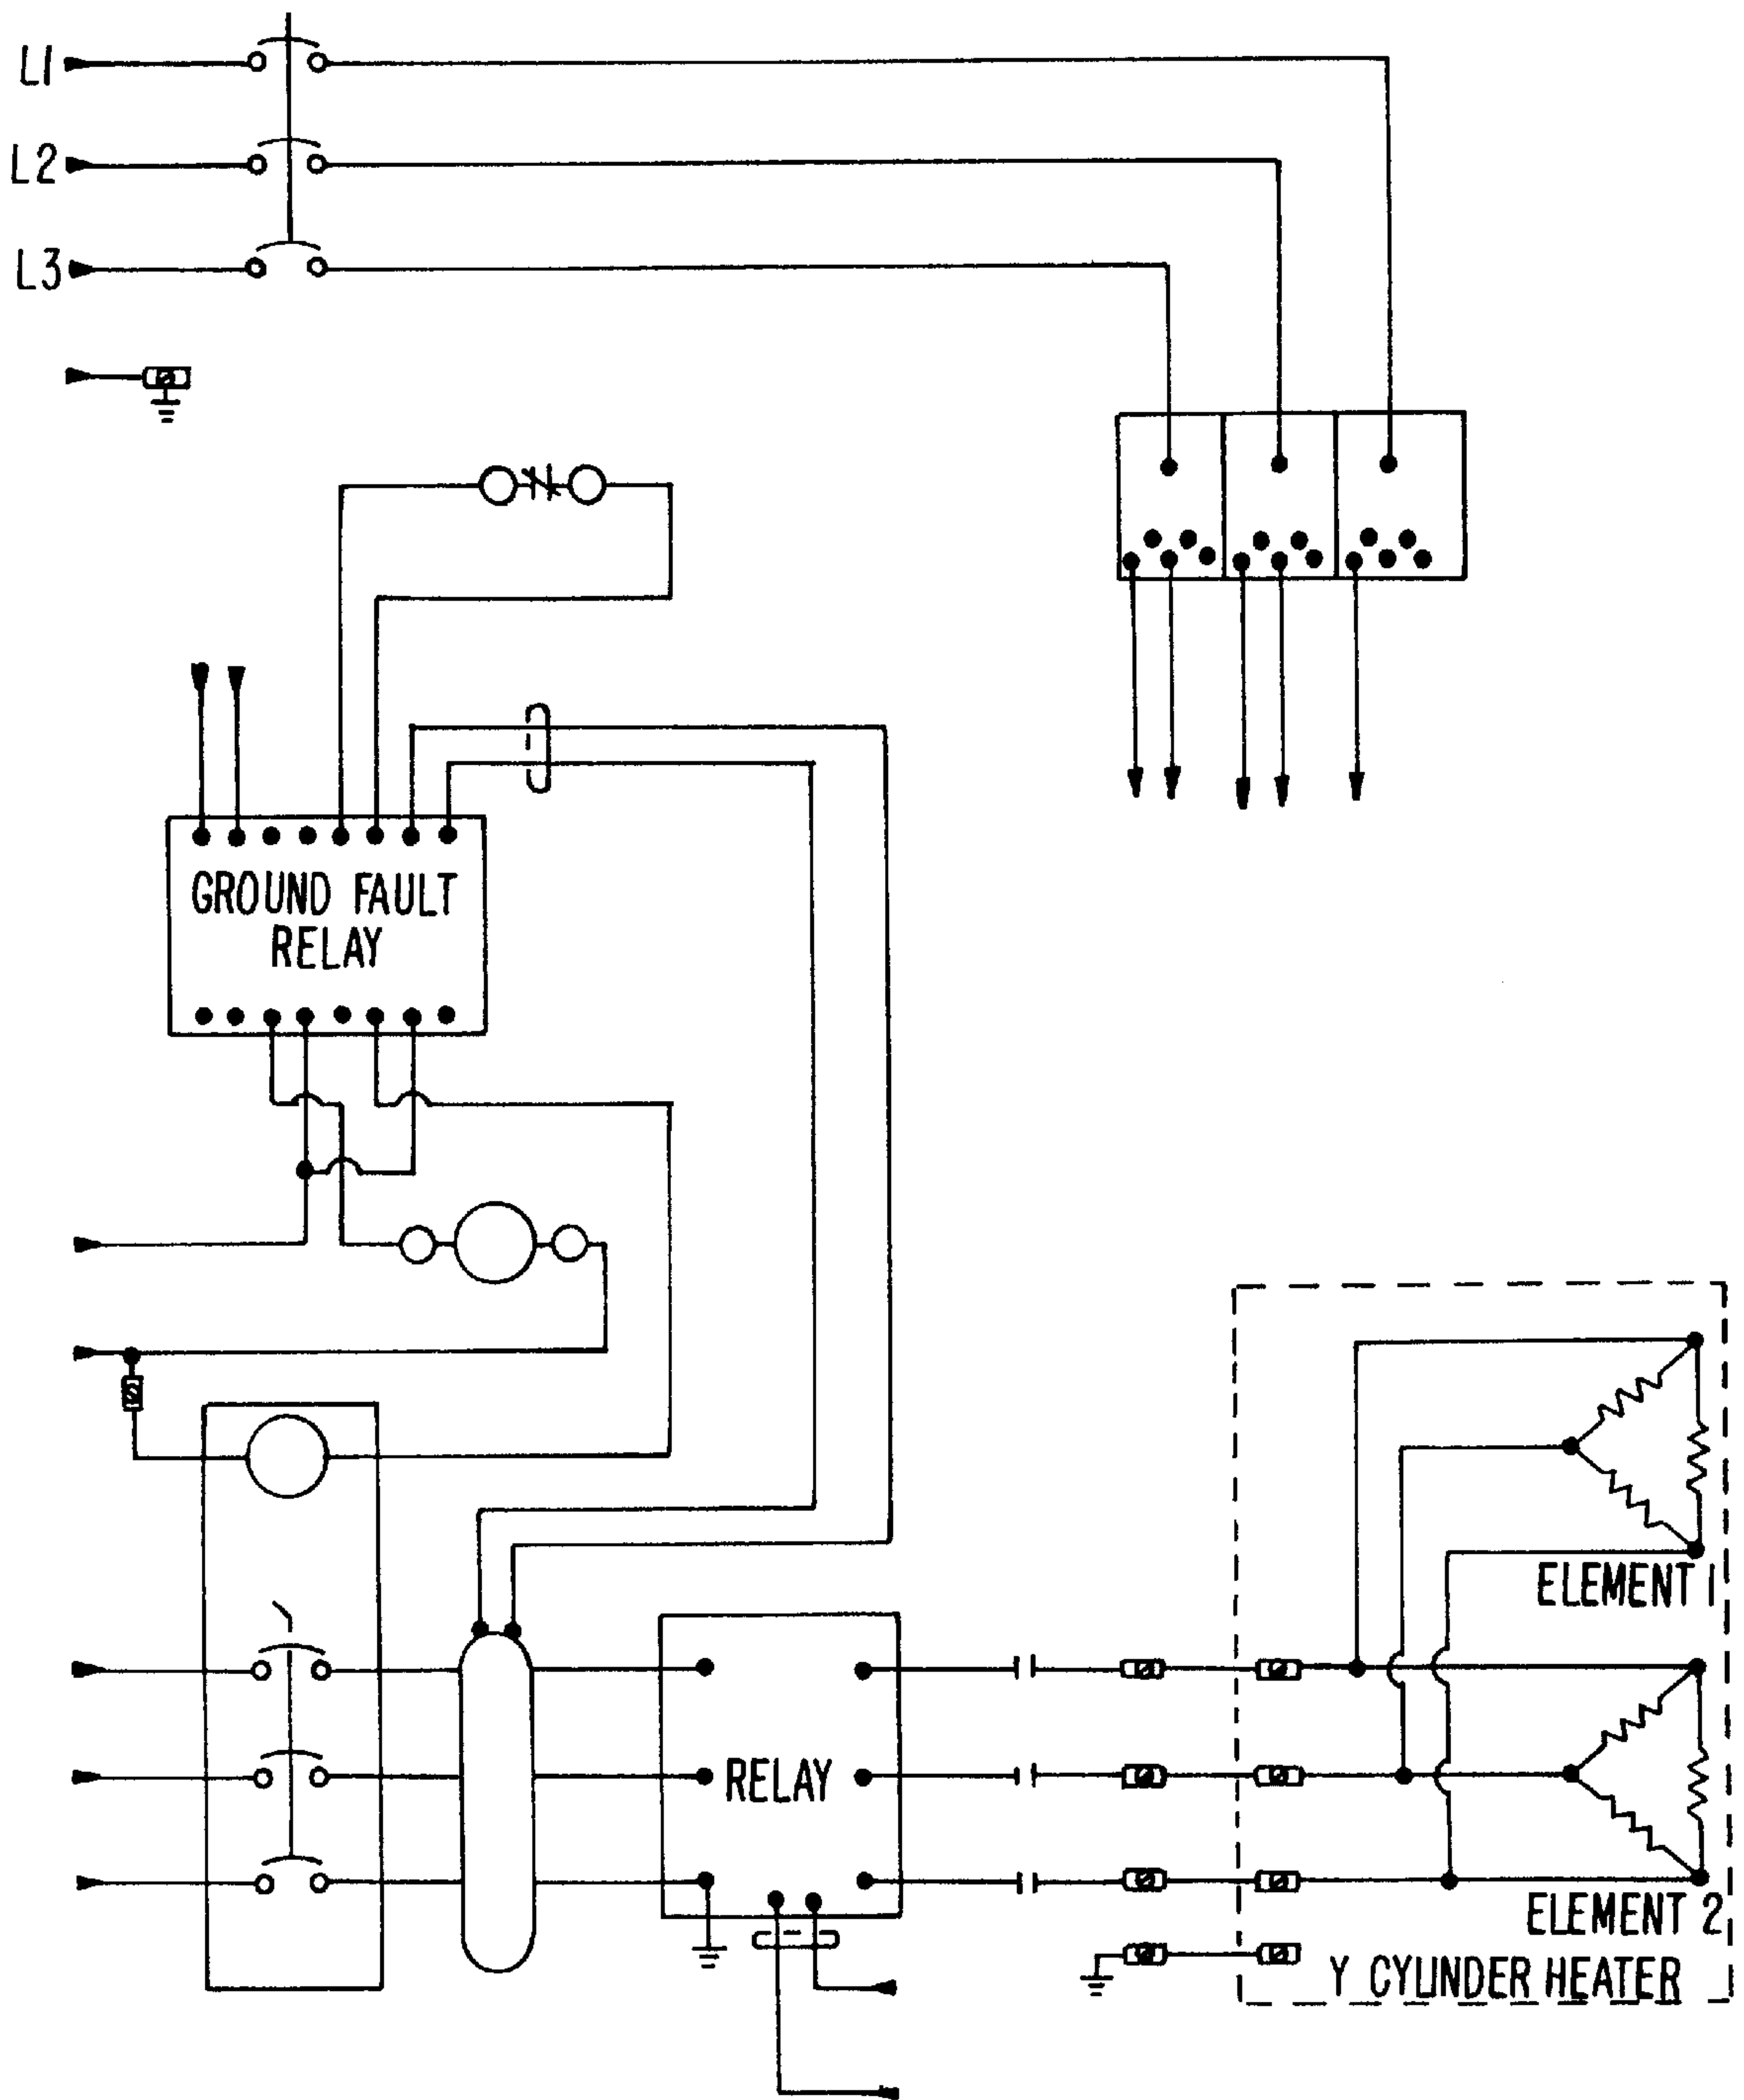 L1
L2
L3
GROUND FAULT
RELAY
ELEMENT 1
RELAY
ELEMENT 2
Y CYLINDER HEATER